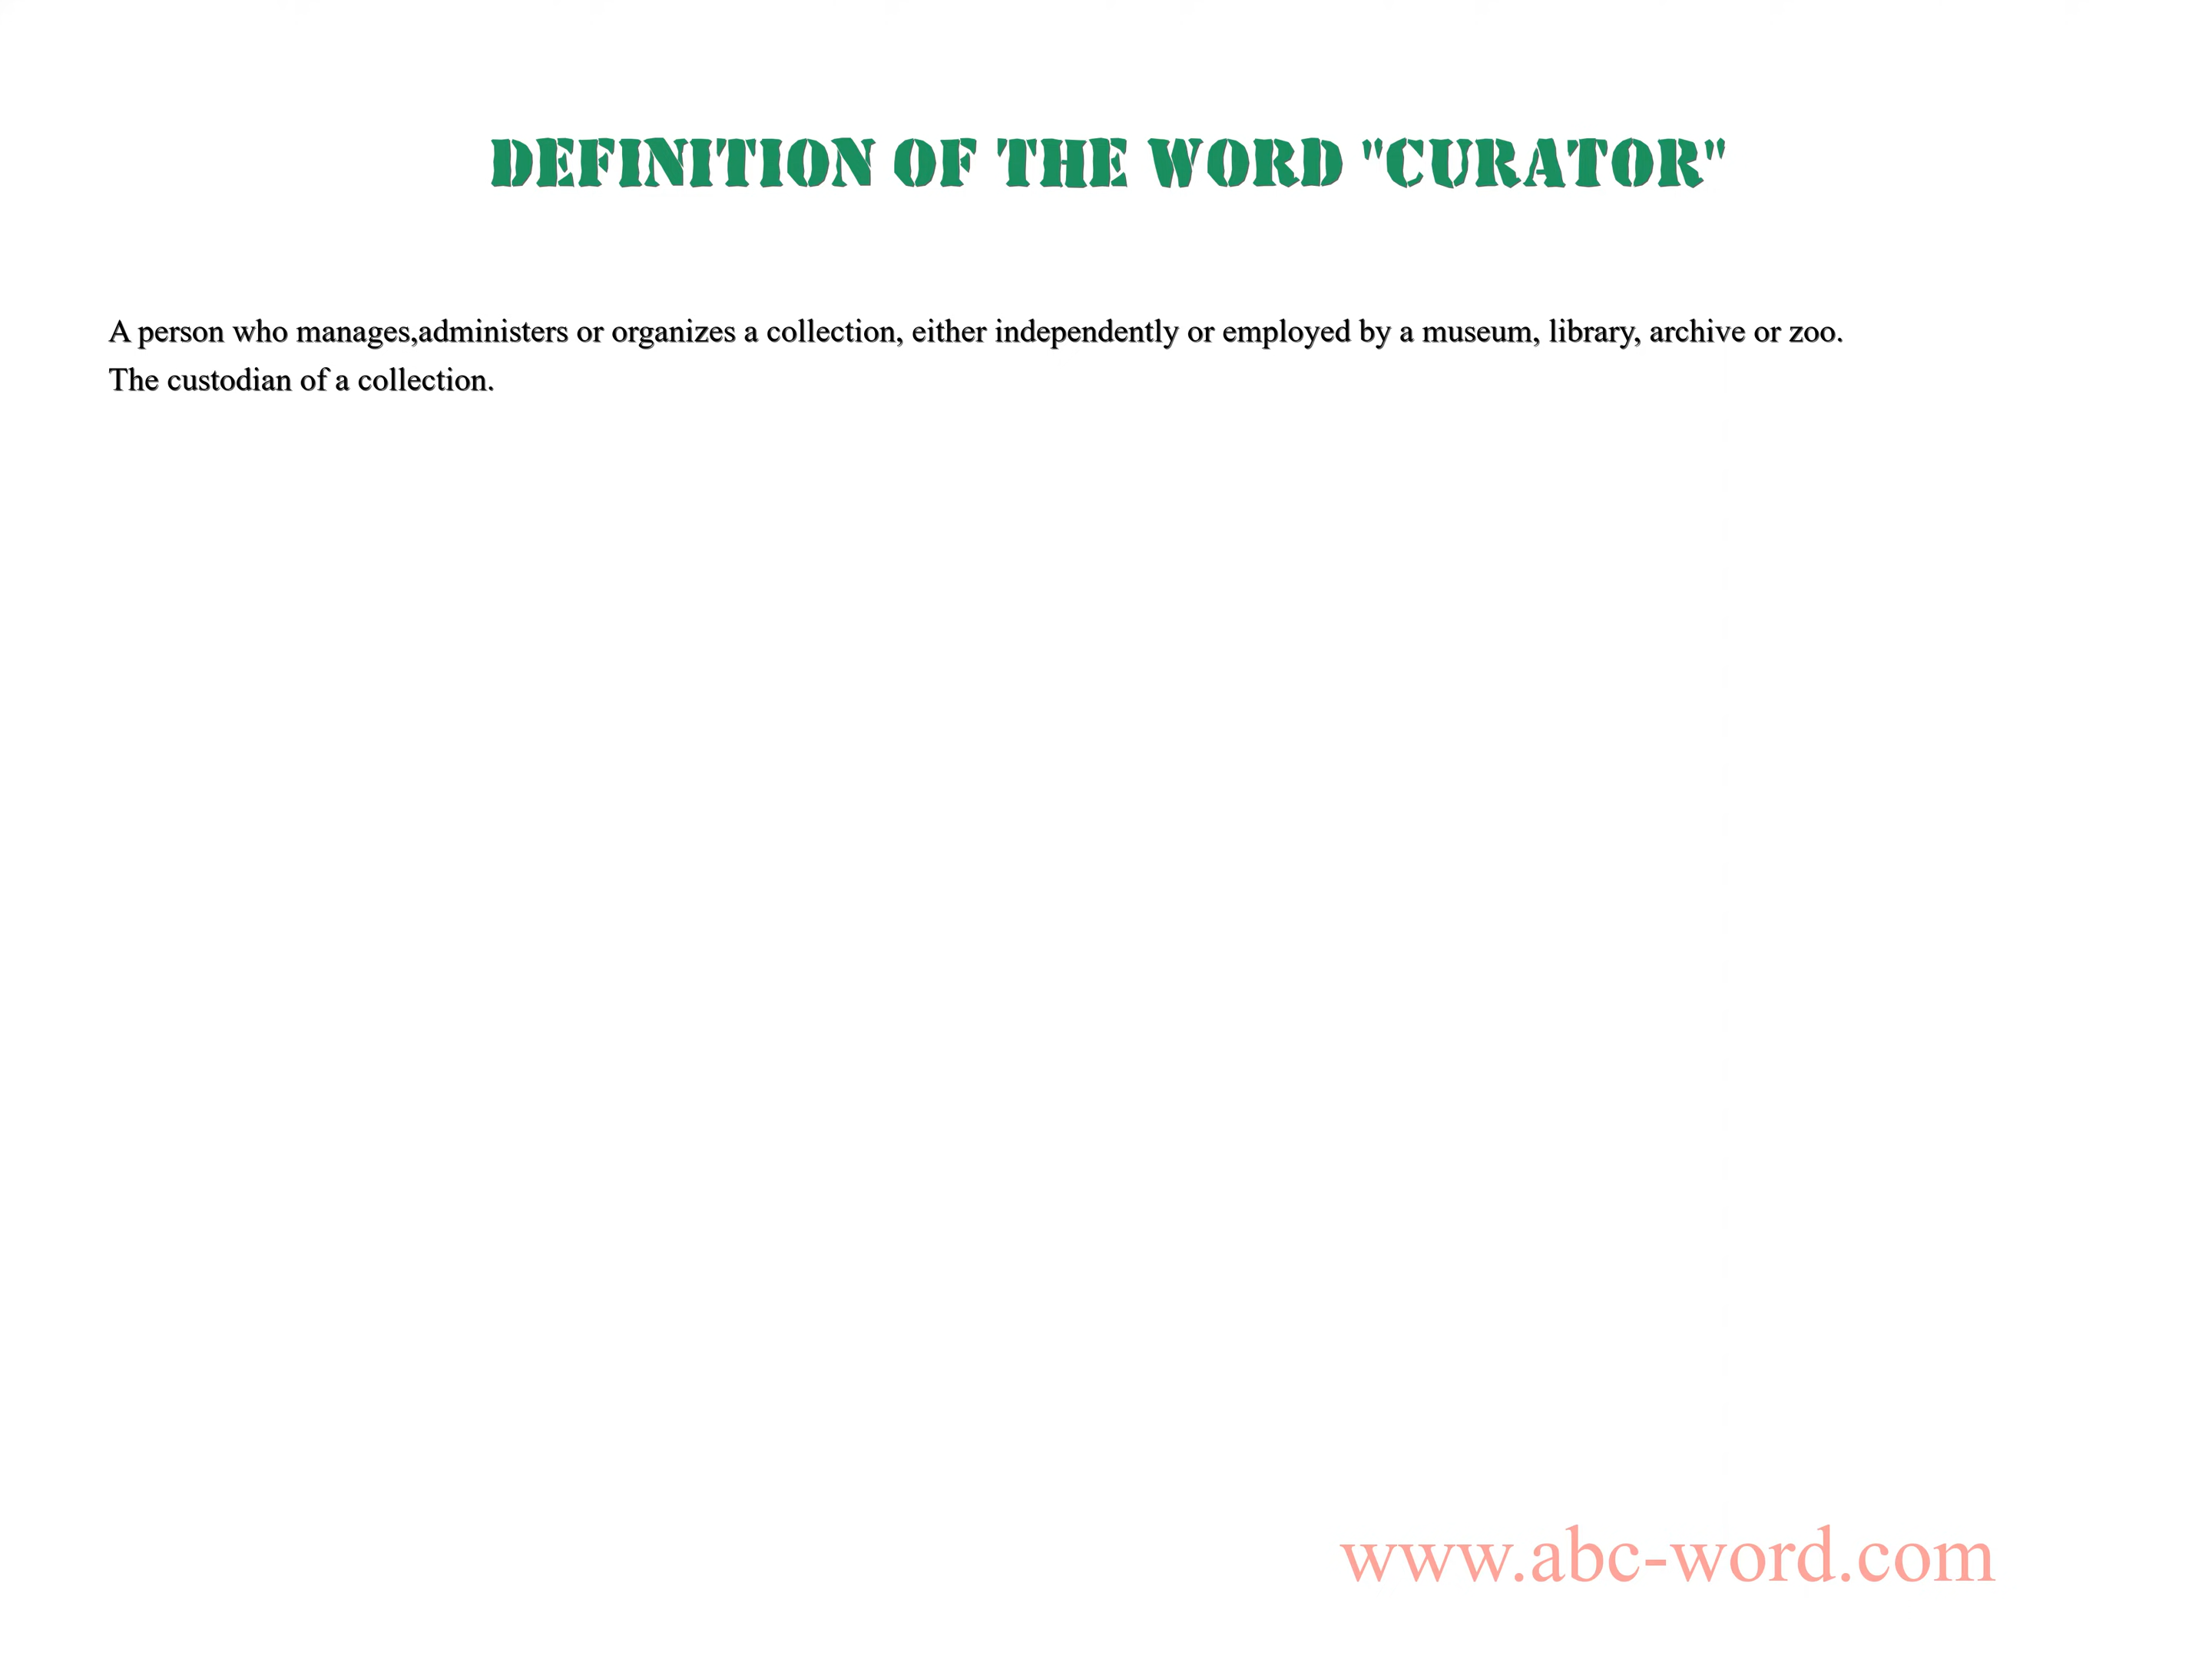 DEFINITION OF THE WORD "CURATOR"
A person who manages,administers or organizes a collection, either independently or employed by a museum, library, archive or zoo.
The custodian of a collection.
www.abc-word.com